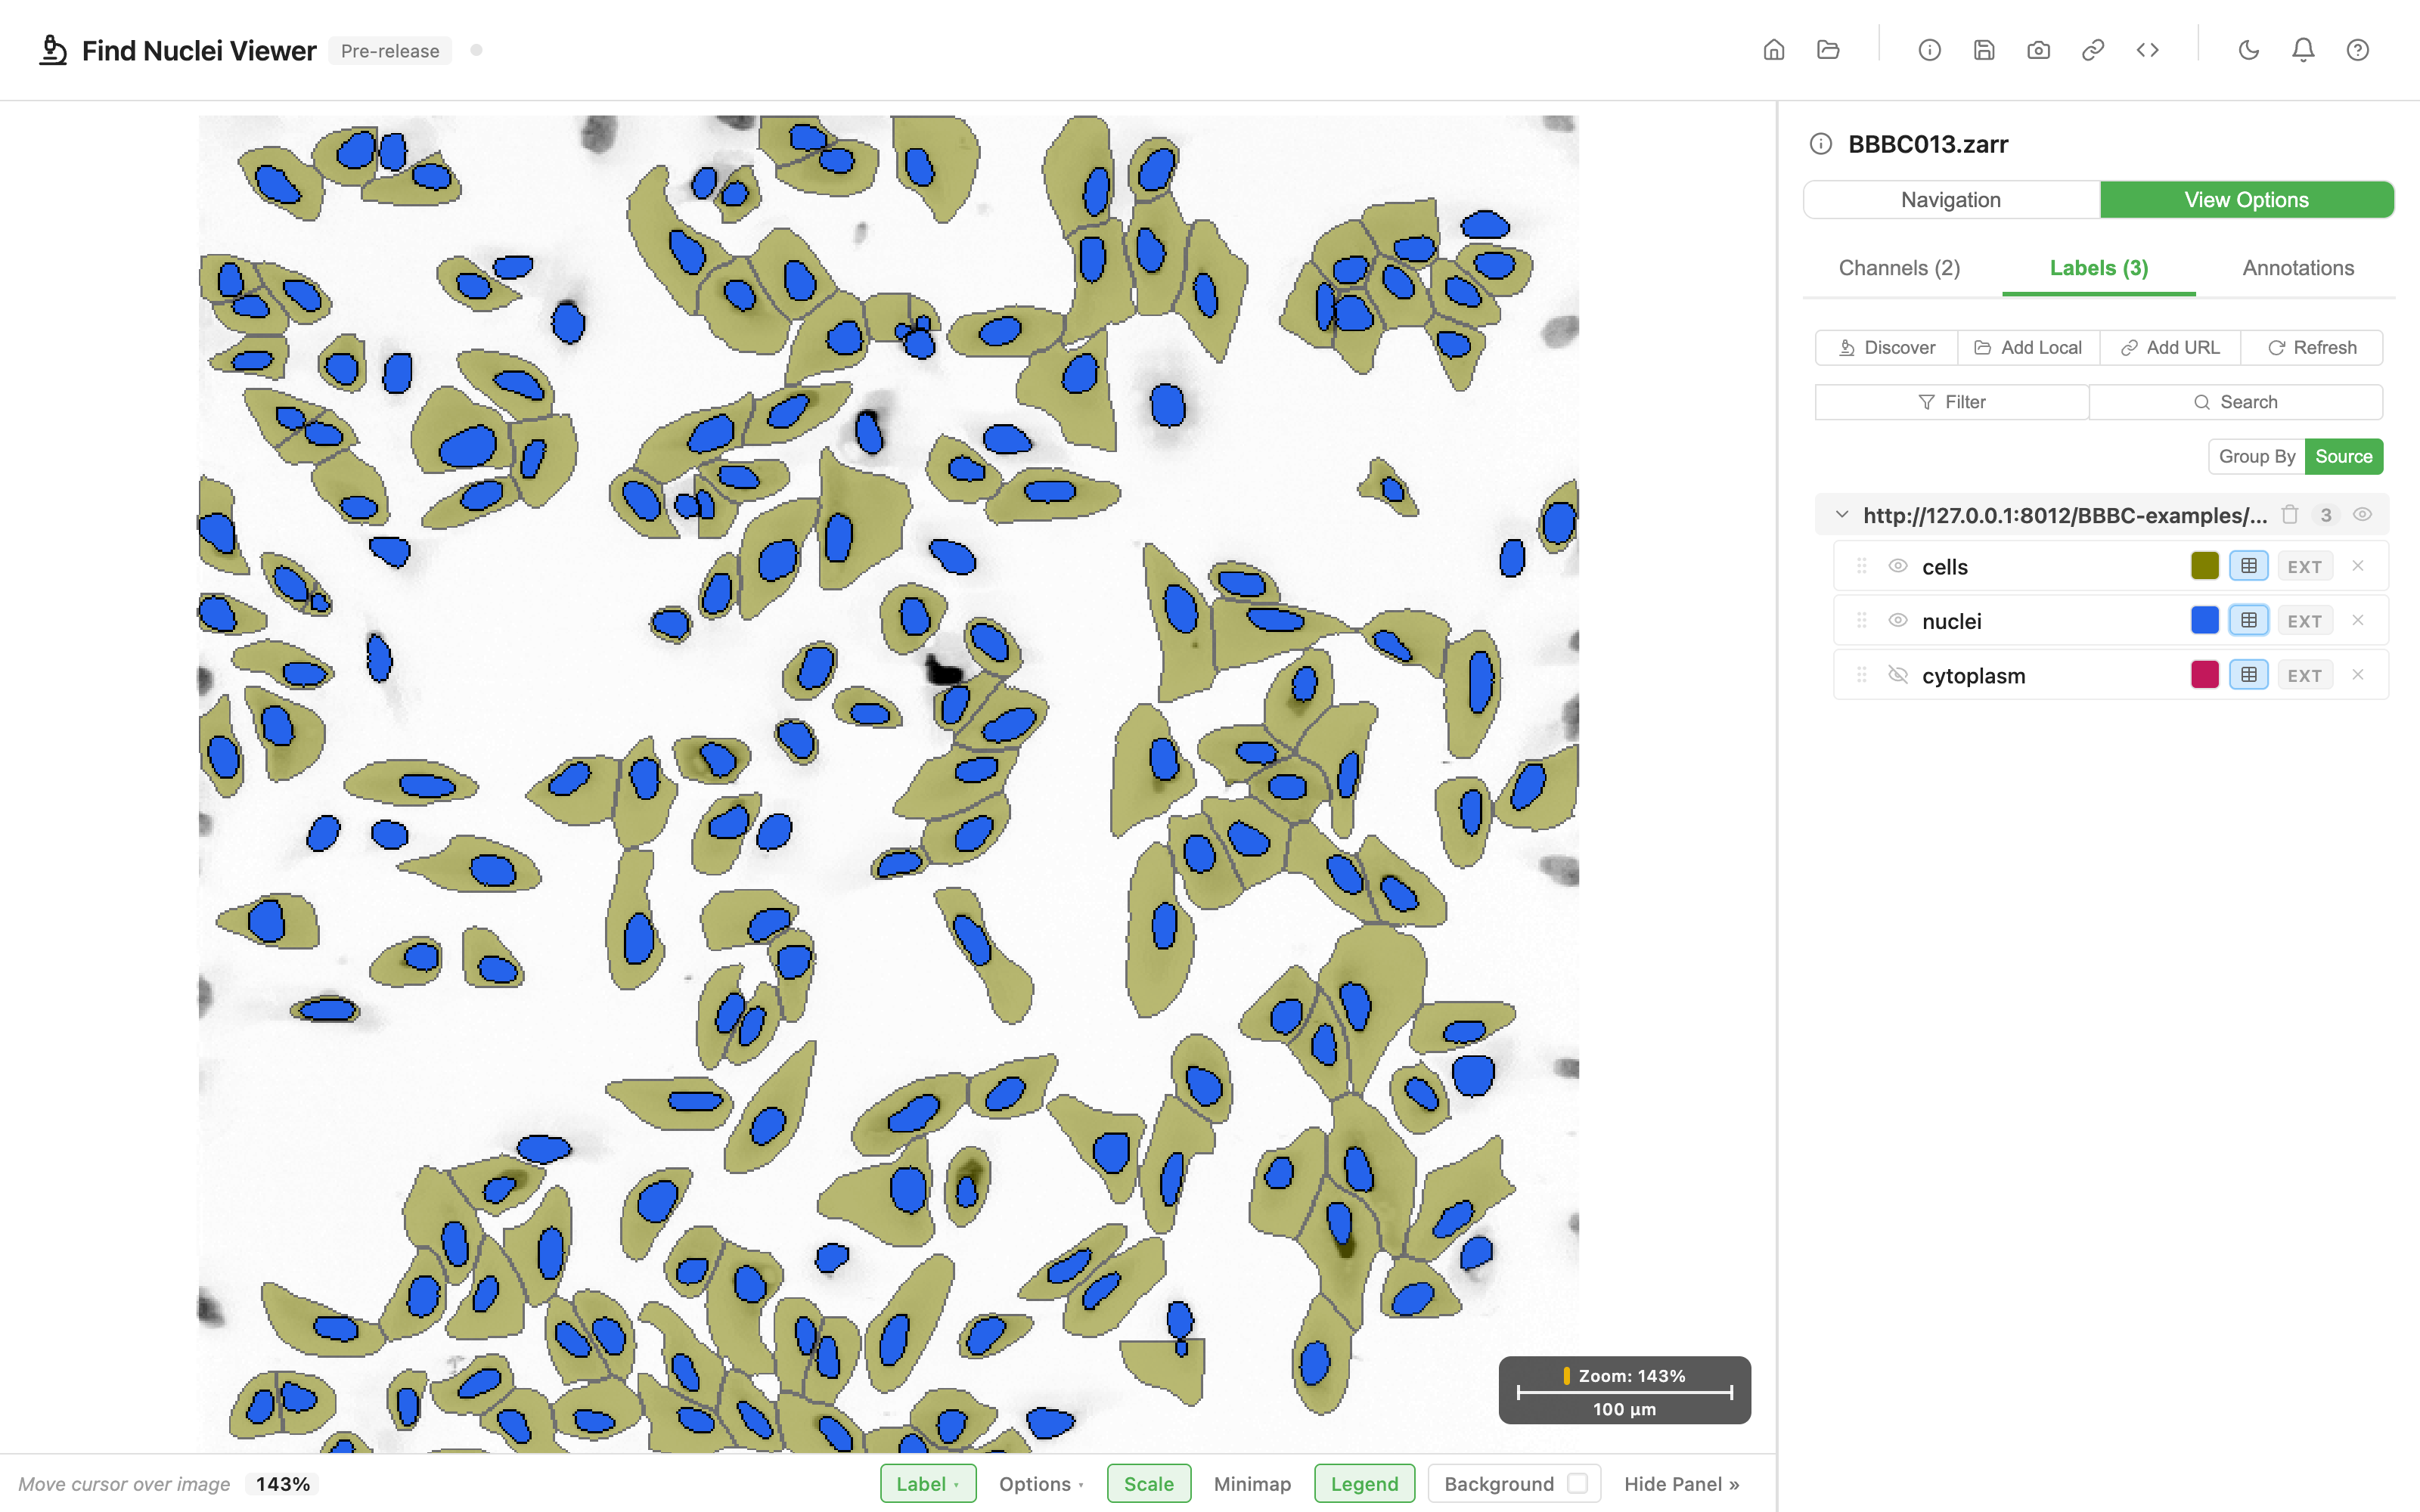 Find Nuclei Viewer Pre-release
BBBC013.zarr
Navigation View Options
Channels (2) Labels (3) Annotations
Discover Add Local Add URL Refresh
Filter Search
Group By Source
http://127.0.0.1:8012/BBBC-examples/... 3
cells EXT
nuclei EXT
cytoplasm EXT
Zoom: 143%
100 µm
Move cursor over image 143% Label Options Scale Minimap Legend Background Hide Panel »